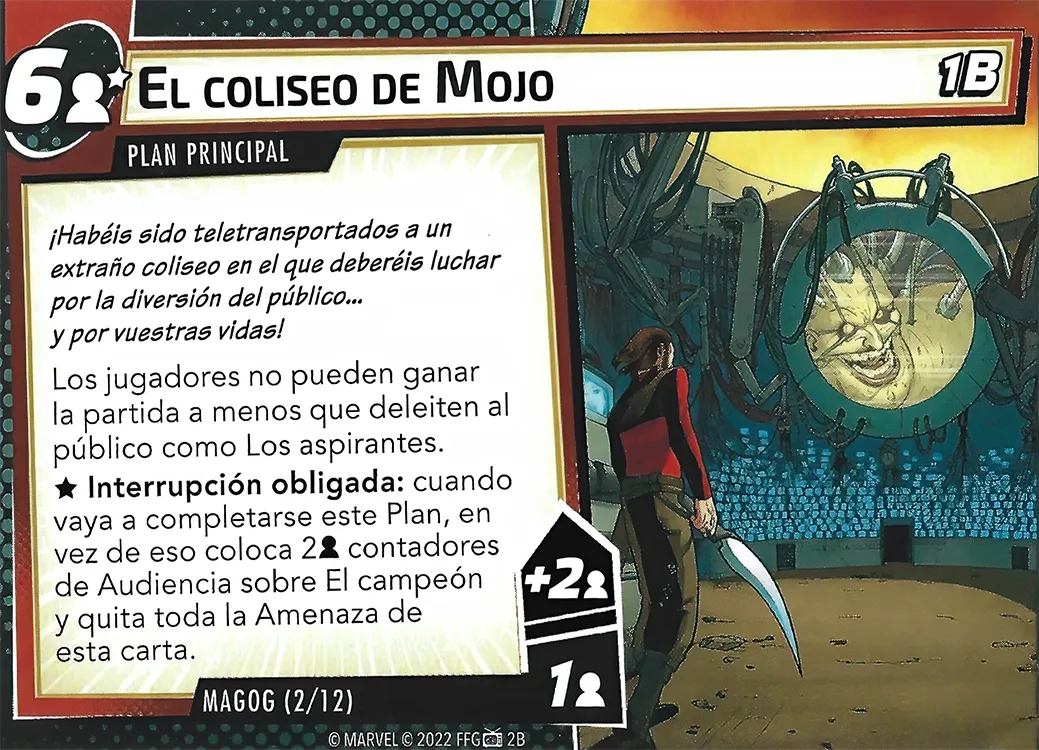 6
EL COLISEO DE MOJO
1B
PLAN PRINCIPAL
¡Habéis sido teletransportados a un
extraño coliseo en el que deberéis luchar
por la diversión del público...
y por vuestras vidas!
Los jugadores no pueden ganar
la partida a menos que deleiten al
público como Los aspirantes.
★ Interrupción obligada: cuando
vaya a completarse este Plan, en
vez de eso coloca 2 contadores
de Audiencia sobre El campeón
y quita toda la Amenaza de
esta carta.
+2
1
MAGOG (2/12)
© MARVEL © 2022 FFG 2B